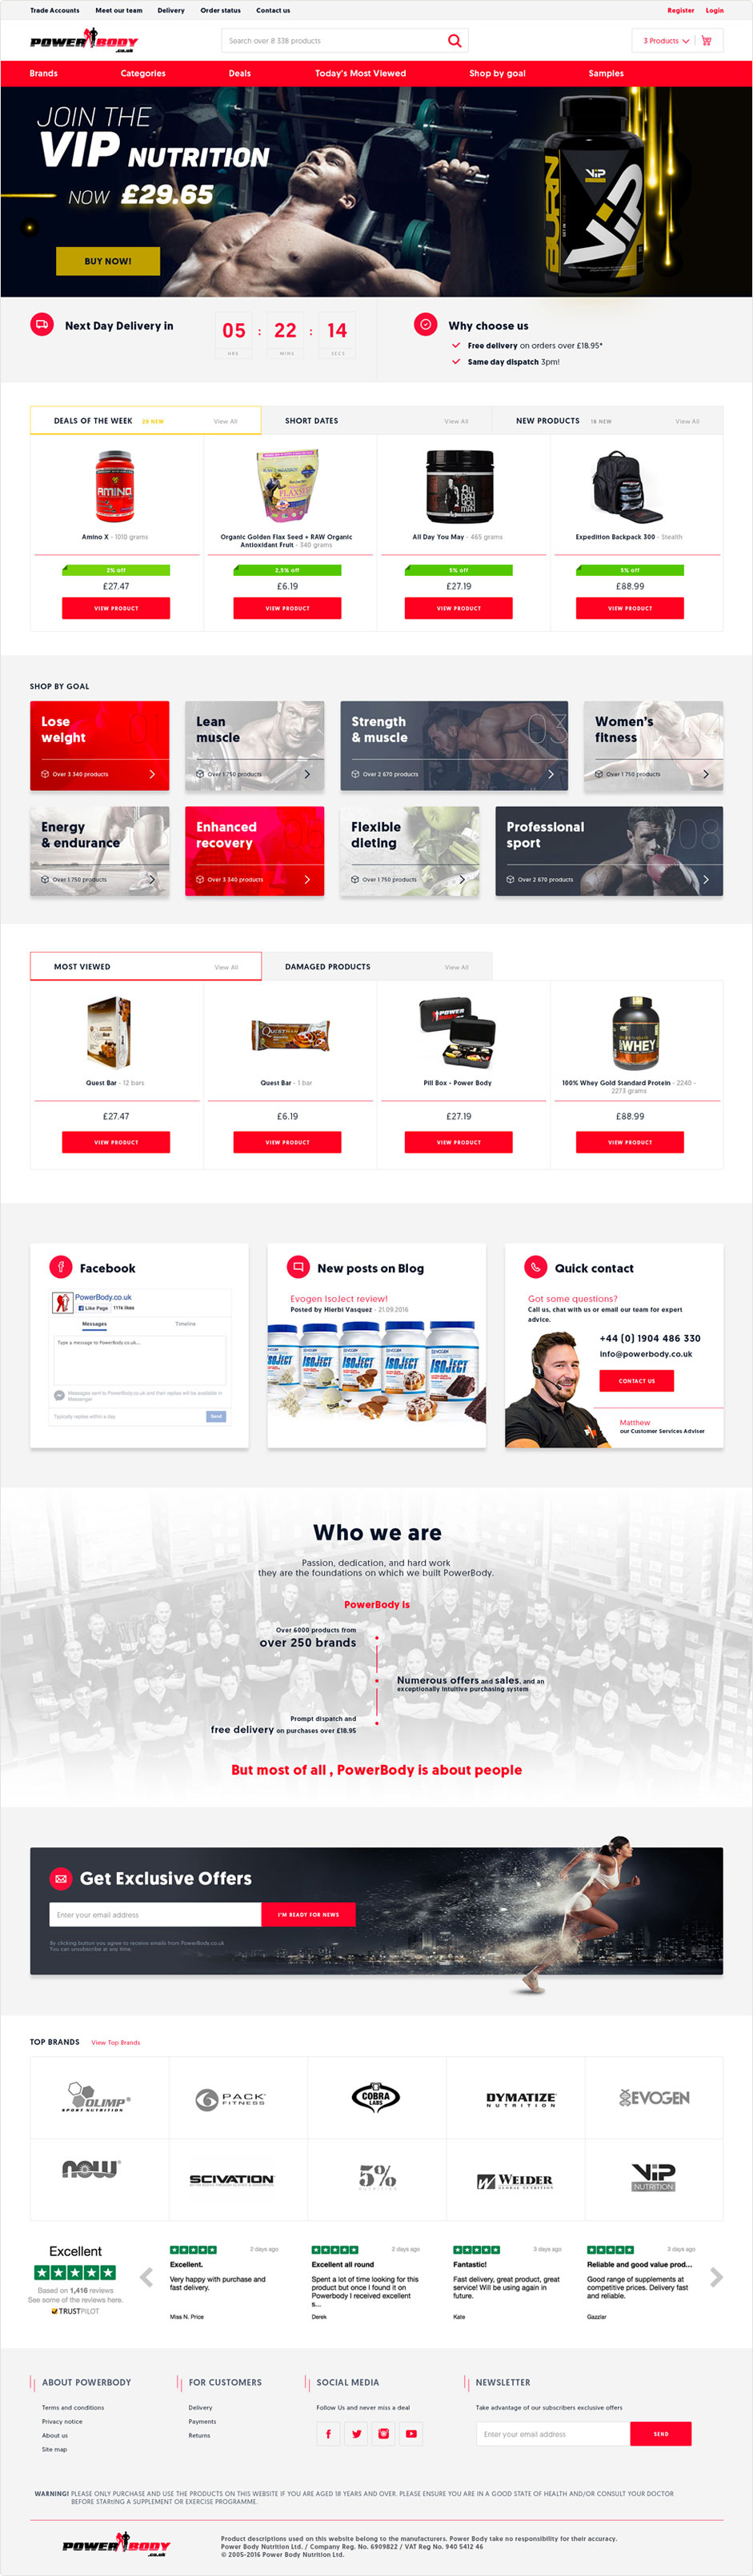 Trade Accounts Meet our team Delivery Order status Contact us Register Login
POWER BODY
.co.uk
Search over 8 338 products
3 Products
Brands Categories Deals Today's Most Viewed Shop by goal Samples
JOIN THE
VIP NUTRITION
NOW £29.65
BUY NOW!
BURN
ViP
Next Day Delivery in
05 : 22 : 14
HRS MINS SECS
Why choose us
Free delivery on orders over £18.95*
Same day dispatch 3pm!
DEALS OF THE WEEK 28 NEW View All SHORT DATES View All NEW PRODUCTS 18 NEW View All
Amino X - 1010 grams
Organic Golden Flax Seed + RAW Organic
Antioxidant Fruit - 340 grams
All Day You May - 465 grams
Expedition Backpack 300 - Stealth
2% off 2,5% off 5% off 5% off
£27.47 £6.19 £27.19 £88.99
VIEW PRODUCT VIEW PRODUCT VIEW PRODUCT VIEW PRODUCT
SHOP BY GOAL
Lose
weight
Over 3 340 products
Lean
muscle
Over 1 750 products
Strength
& muscle
03
Over 2 670 products
Women's
fitness
Over 1 750 products
Energy
& endurance
Over 1 750 products
Enhanced
recovery
Over 3 340 products
Flexible
dieting
Over 1 750 products
Professional
sport
08
Over 2 670 products
MOST VIEWED View All DAMAGED PRODUCTS View All
Quest Bar - 12 bars
Quest Bar - 1 bar
Pill Box - Power Body
100% Whey Gold Standard Protein - 2240 -
2273 grams
£27.47 £6.19 £27.19 £88.99
VIEW PRODUCT VIEW PRODUCT VIEW PRODUCT VIEW PRODUCT
Facebook
PowerBody.co.uk
Like Page 111k likes
Messages Timeline
Type a message to PowerBody.co.uk...
Messages sent to PowerBody.co.uk and their replies will be available in
Messenger
Typically replies within a day
Send
New posts on Blog
Evogen IsoJect review!
Posted by Hierbi Vasquez - 21.09.2016
ISOJECT ISOJECT ISOJECT ISOJECT ISOJECT
Quick contact
Got some questions?
Call us, chat with us or email our team for expert
advice.
+44 (0) 1904 486 330
info@powerbody.co.uk
CONTACT US
Matthew
our Customer Services Adviser
Who we are
Passion, dedication, and hard work
they are the foundations on which we built PowerBody.
PowerBody is
Over 6000 products from
over 250 brands
Numerous offers and sales, and an
exceptionally intuitive purchasing system
Prompt dispatch and
free delivery on purchases over £18.95
But most of all , PowerBody is about people
Get Exclusive Offers
Enter your email address
I'M READY FOR NEWS
By clicking button you agree to receive emails from PowerBody.co.uk
You can unsubscribe at any time.
TOP BRANDS View Top Brands
OLIMP
SPORT NUTRITION
PACK
FITNESS
COBRA
LABS
DYMATIZE
NUTRITION
EVOGEN
now
SCIVATION
5%
NUTRITION
WEIDER
GLOBAL NUTRITION
ViP
NUTRITION
Excellent
Based on 1,416 reviews
See some of the reviews here.
TRUSTPILOT
2 days ago
Excellent.
Very happy with purchase and
fast delivery.
Miss N. Price
2 days ago
Excellent all round
Spent a lot of time looking for this
product but once I found it on
Powerbody I received excellent
s...
Derek
3 days ago
Fantastic!
Fast delivery, great product, great
service! Will be using again in
future.
Kate
3 days ago
Reliable and good value prod...
Good range of supplements at
competitive prices. Delivery fast
and reliable.
Gazzlar
ABOUT POWERBODY
Terms and conditions
Privacy notice
About us
Site map
FOR CUSTOMERS
Delivery
Payments
Returns
SOCIAL MEDIA
Follow Us and never miss a deal
NEWSLETTER
Take advantage of our subscribers exclusive offers
Enter your email address
SEND
WARNING! PLEASE ONLY PURCHASE AND USE THE PRODUCTS ON THIS WEBSITE IF YOU ARE AGED 18 YEARS AND OVER. PLEASE ENSURE YOU ARE IN A GOOD STATE OF HEALTH AND/OR CONSULT YOUR DOCTOR
BEFORE STARTING A SUPPLEMENT OR EXERCISE PROGRAMME.
POWER BODY
.co.uk
Product descriptions used on this website belong to the manufacturers. Power Body take no responsibility for their accuracy.
Power Body Nutrition Ltd. / Company Reg. No. 6909822 / VAT Reg No. 940 5412 46
© 2005-2016 Power Body Nutrition Ltd.